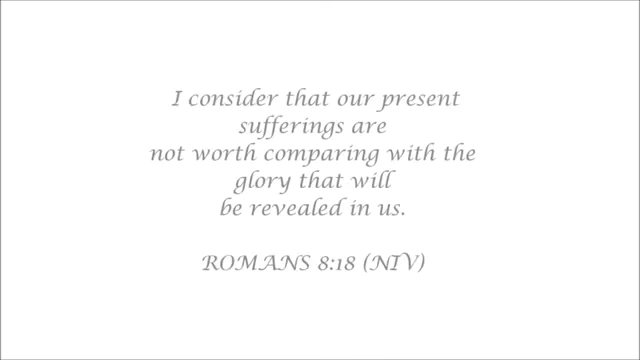 I consider that our present
sufferings are
not worth comparing with the
glory that will
be revealed in us.
ROMANS 8:18 (NIV)